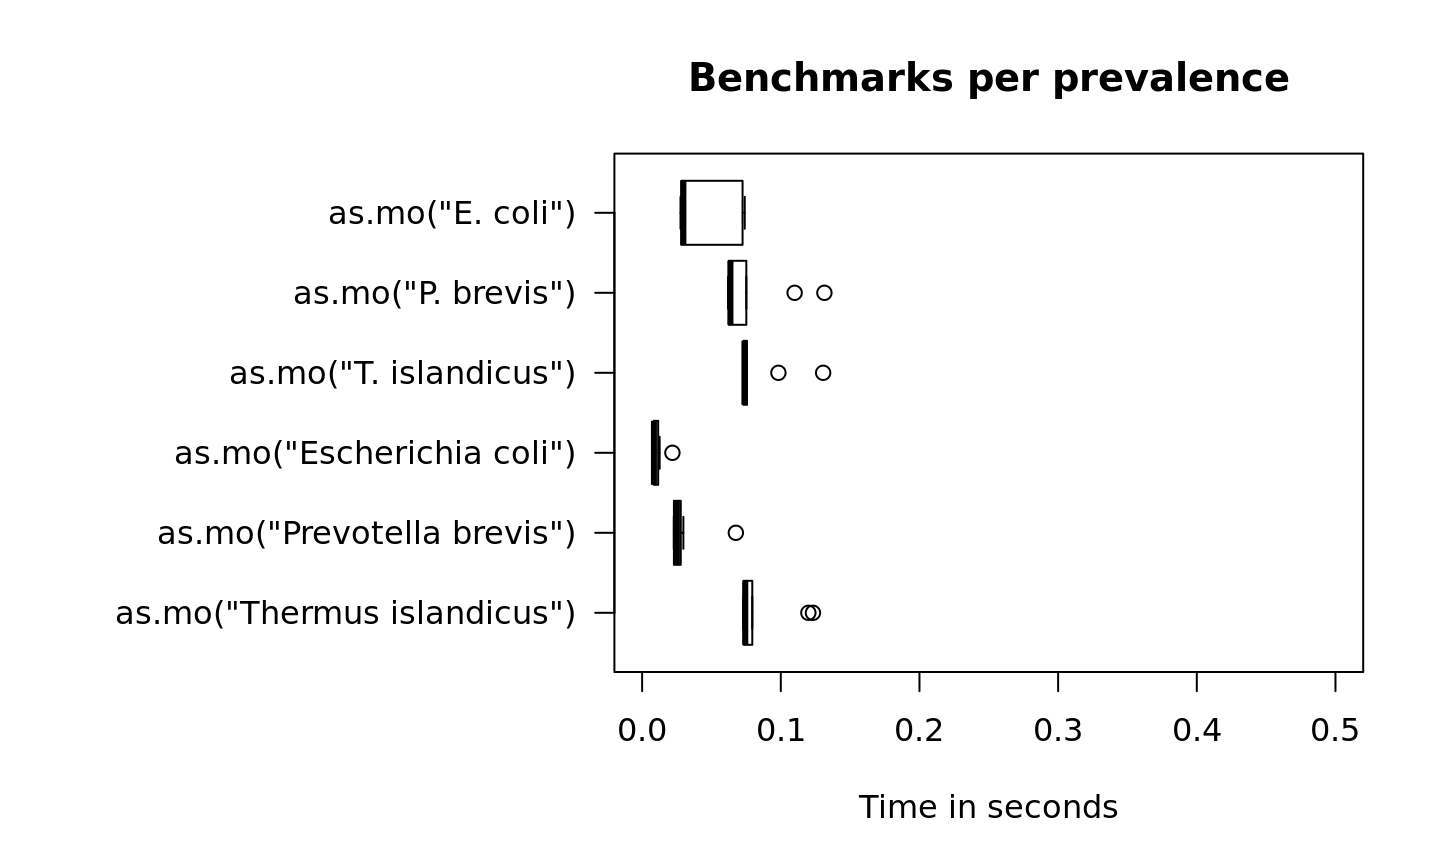 Benchmarks per prevalence
as.mo("E. coli")
as.mo("P. brevis")
as.mo("T. islandicus")
as.mo("Escherichia coli")
as.mo("Prevotella brevis")
as.mo("Thermus islandicus")
0.0 0.1 0.2 0.3 0.4 0.5
Time in seconds